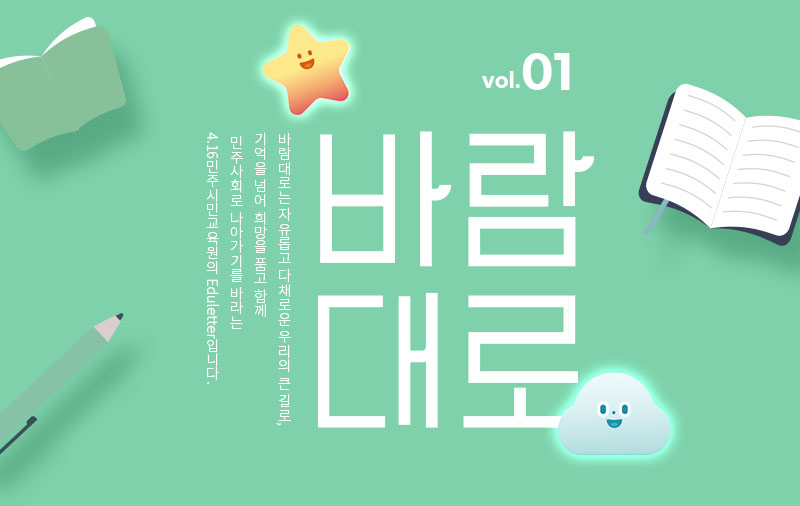 vol.01
바람
대로
바람대로는 자유롭고 다채로운 우리의 큰 길로,
기억을 넘어 희망을 품고 함께
민주사회로 나아가기를 바라는
4.16민주시민교육원의 Eduletter입니다.